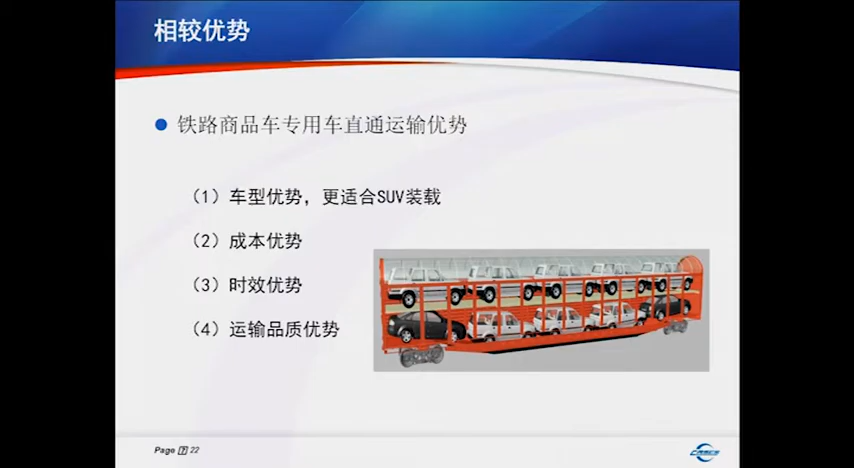 相较优势
铁路商品车专用车直通运输优势
（1）车型优势，更适合SUV装载
（2）成本优势
（3）时效优势
（4）运输品质优势
Page ? 22